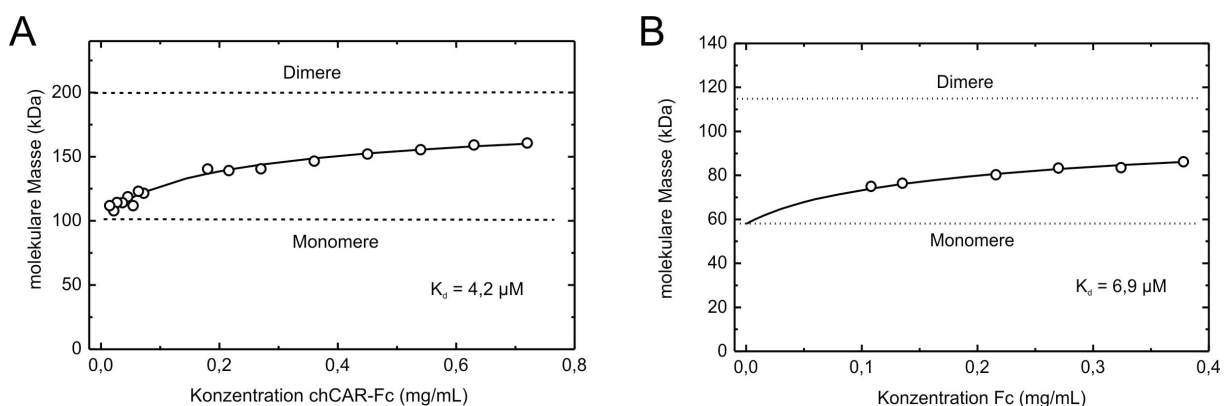 A
molekulare Masse (kDa)
200
150
100
50
0
Dimere
Monomere
K_d = 4,2 µM
0,0 0,2 0,4 0,6 0,8
Konzentration chCAR-Fc (mg/mL)
B
molekulare Masse (kDa)
140
120
100
80
60
40
20
0
Dimere
Monomere
K_d = 6,9 µM
0,0 0,1 0,2 0,3 0,4
Konzentration Fc (mg/mL)